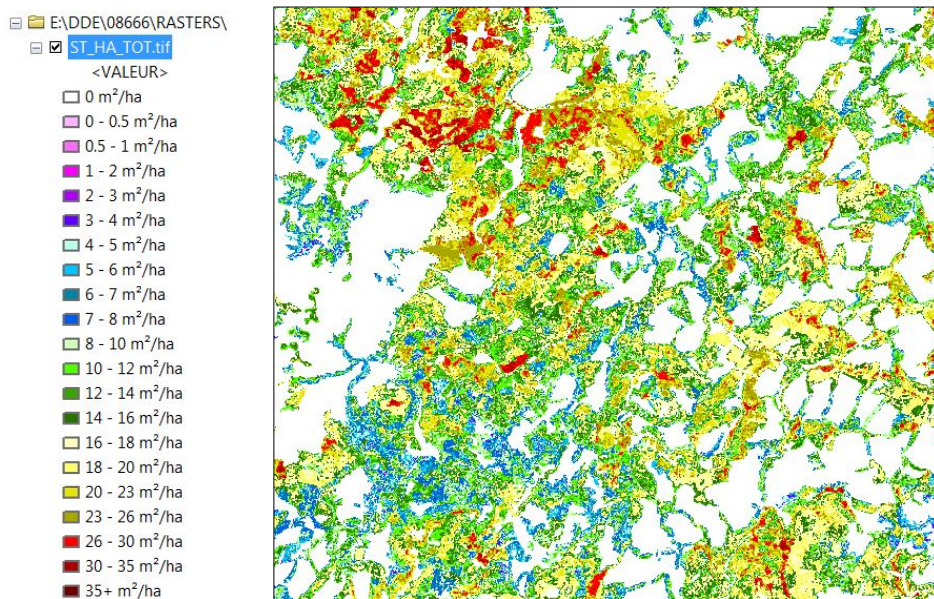 E:\DDE\08666\RASTERS\
ST_HA_TOT.tif
<VALEUR>
0 m²/ha
0 - 0.5 m²/ha
0.5 - 1 m²/ha
1 - 2 m²/ha
2 - 3 m²/ha
3 - 4 m²/ha
4 - 5 m²/ha
5 - 6 m²/ha
6 - 7 m²/ha
7 - 8 m²/ha
8 - 10 m²/ha
10 - 12 m²/ha
12 - 14 m²/ha
14 - 16 m²/ha
16 - 18 m²/ha
18 - 20 m²/ha
20 - 23 m²/ha
23 - 26 m²/ha
26 - 30 m²/ha
30 - 35 m²/ha
35+ m²/ha